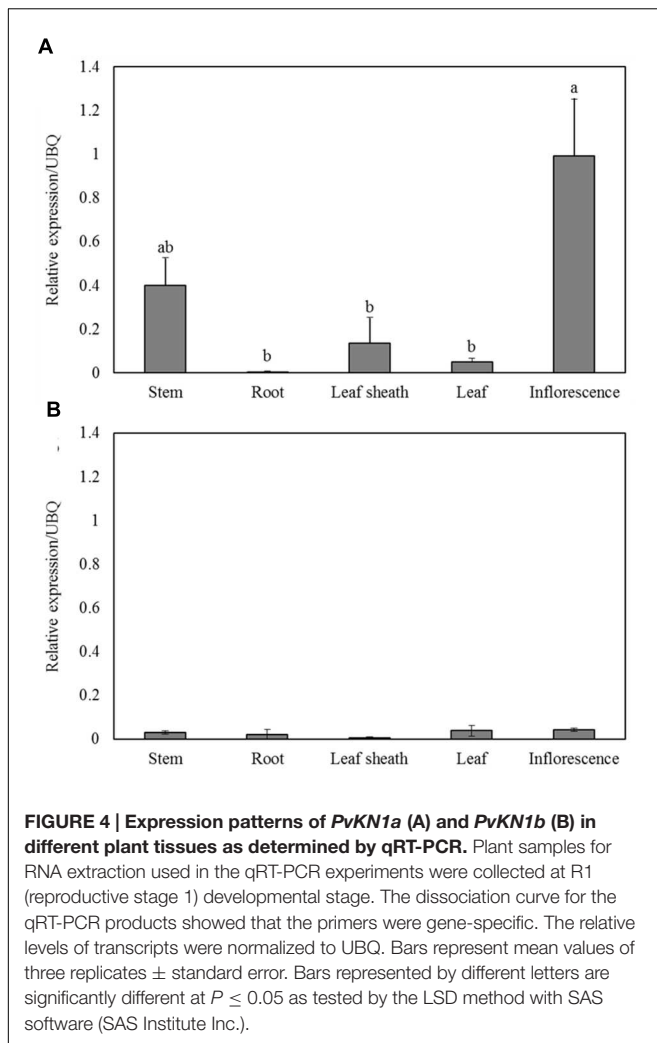 A
1.4
1.2
1
0.8
0.6
0.4
0.2
0
Relative expression/UBQ
ab
b
b
b
a
Stem Root Leaf sheath Leaf Inflorescence
B
1.4
1.2
1
0.8
0.6
0.4
0.2
0
Relative expression/UBQ
Stem Root Leaf sheath Leaf Inflorescence
FIGURE 4 | Expression patterns of PvKN1a (A) and PvKN1b (B) in
different plant tissues as determined by qRT-PCR. Plant samples for
RNA extraction used in the qRT-PCR experiments were collected at R1
(reproductive stage 1) developmental stage. The dissociation curve for the
qRT-PCR products showed that the primers were gene-specific. The relative
levels of transcripts were normalized to UBQ. Bars represent mean values of
three replicates ± standard error. Bars represented by different letters are
significantly different at P ≤ 0.05 as tested by the LSD method with SAS
software (SAS Institute Inc.).